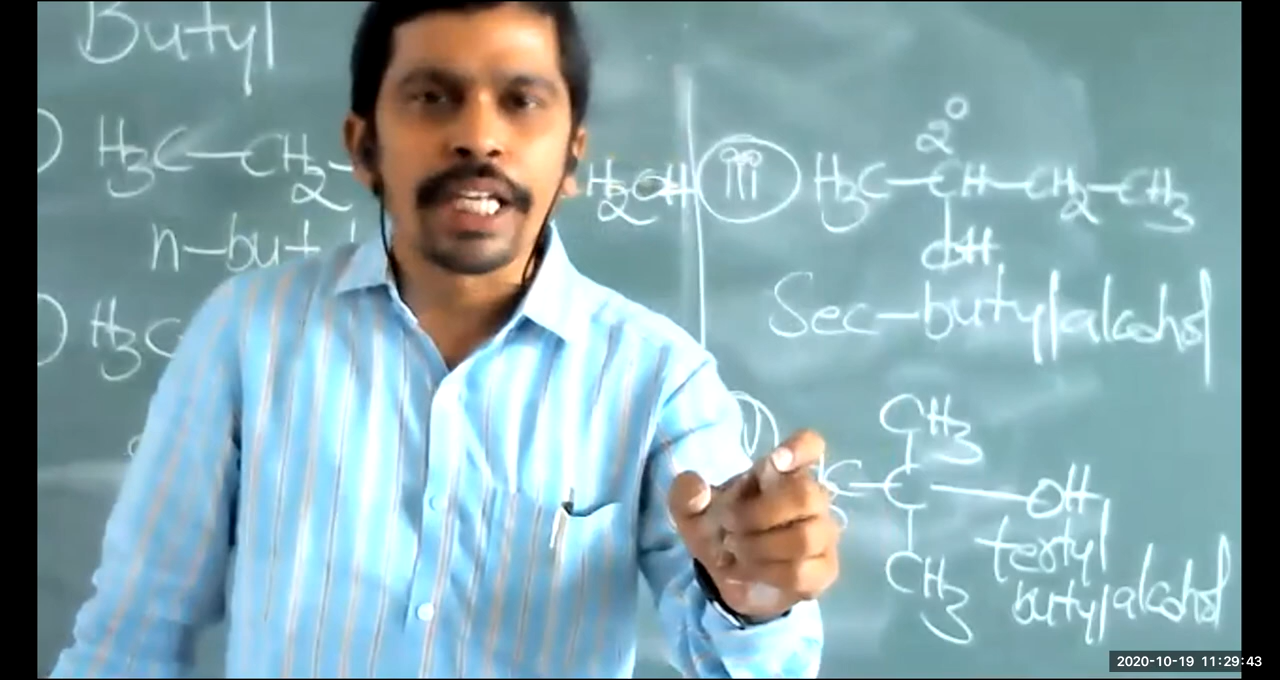 Butyl
H3C—CH2—
H2OH
n—but
H3C
iii
2°
H3C—CH—CH2—CH3
OH
Sec—butylalcohol
CH3
C—C—OH
CH3
tertyl
butylalcohol
2020-10-19 11:29:43